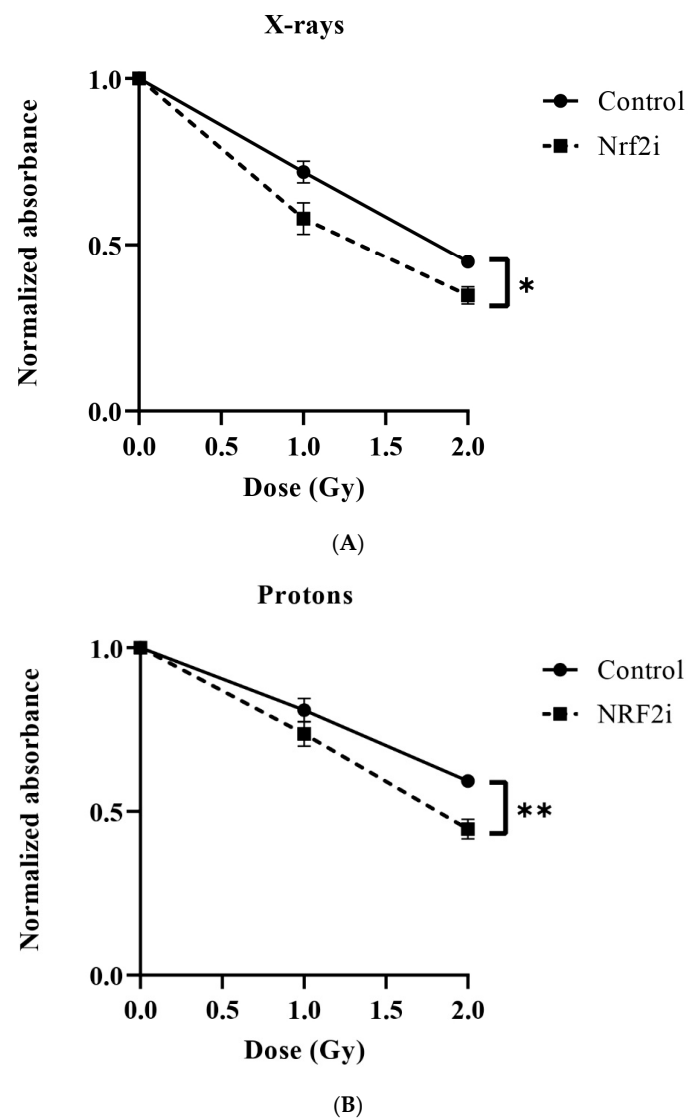 X-rays
Normalized absorbance
1.0
0.5
0.0
0.0 0.5 1.0 1.5 2.0
Dose (Gy)
Control
Nrf2i
*
(A)
Protons
Normalized absorbance
1.0
0.5
0.0
0.0 0.5 1.0 1.5 2.0
Dose (Gy)
Control
NRF2i
**
(B)